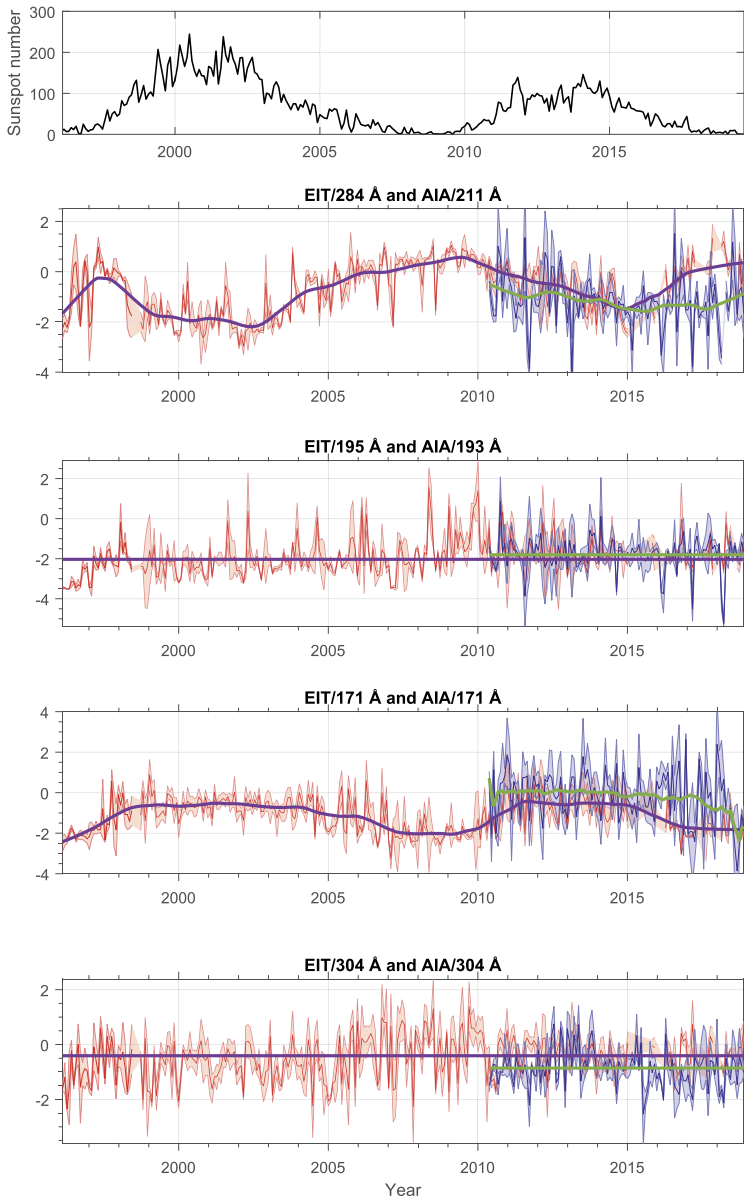 300
200
100
0
Sunspot number
2000 2005 2010 2015
EIT/284 Å and AIA/211 Å
2
0
-2
-4
2000 2005 2010 2015
EIT/195 Å and AIA/193 Å
2
0
-2
-4
2000 2005 2010 2015
EIT/171 Å and AIA/171 Å
4
2
0
-2
-4
2000 2005 2010 2015
EIT/304 Å and AIA/304 Å
2
0
-2
2000 2005 2010 2015
Year